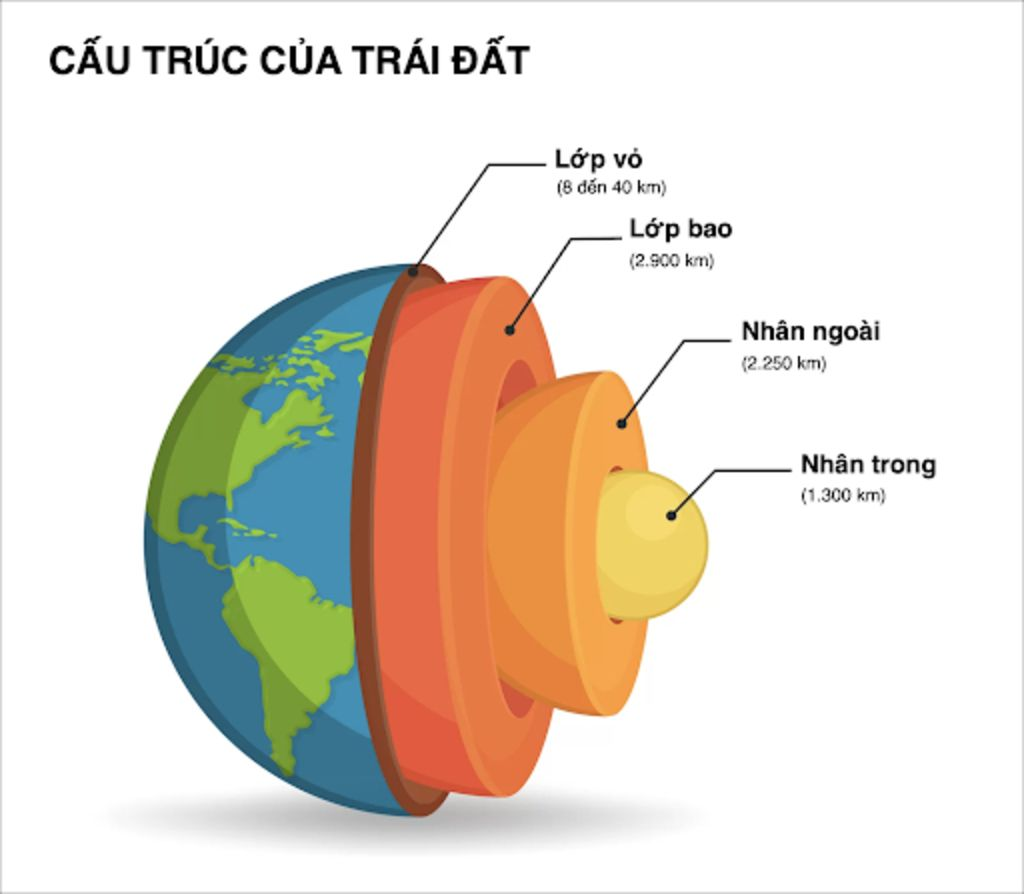 CẤU TRÚC CỦA TRÁI ĐẤT
Lớp vỏ
(8 đến 40 km)
Lớp bao
(2.900 km)
Nhân ngoài
(2.250 km)
Nhân trong
(1.300 km)